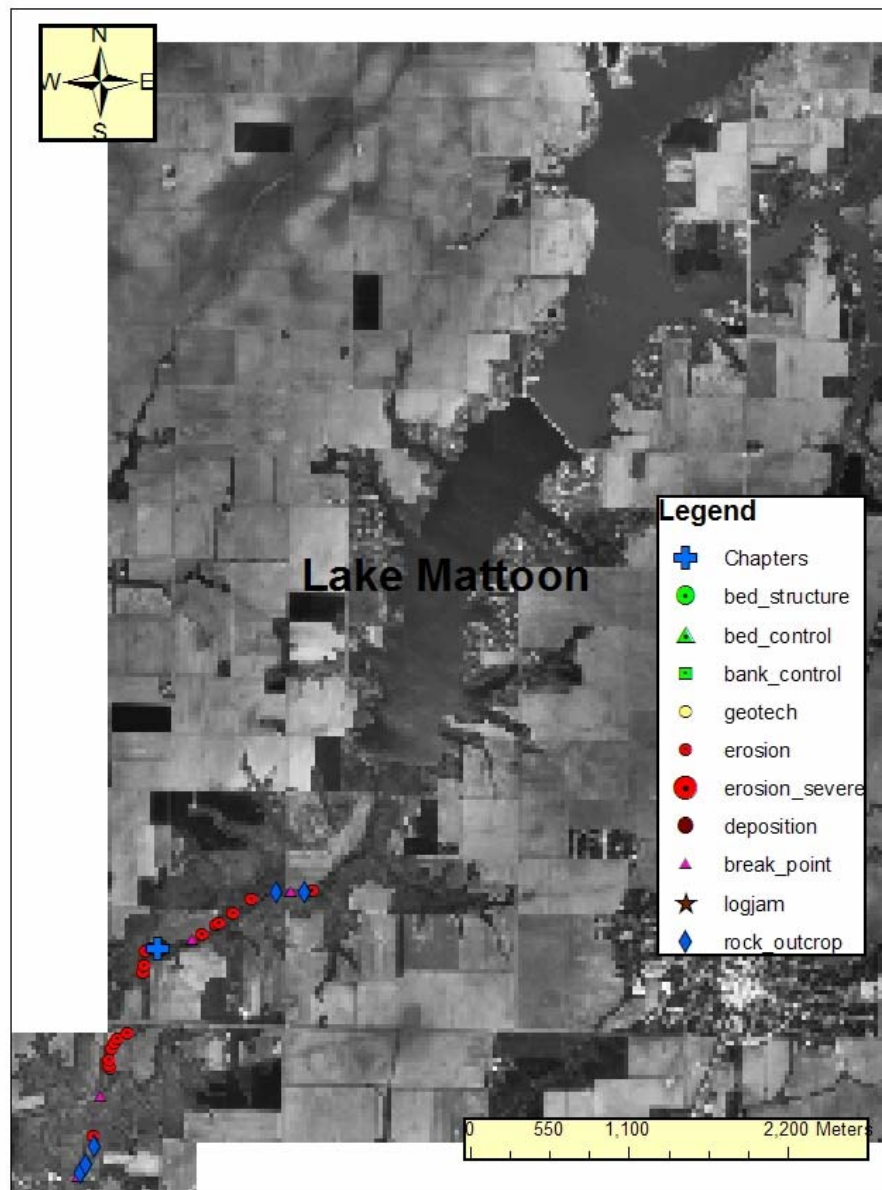 N
W E
S
Lake Mattoon
Legend
Chapters
bed_structure
bed_control
bank_control
geotech
erosion
erosion_severe
deposition
break_point
logjam
rock_outcrop
0 550 1,100 2,200 Meters